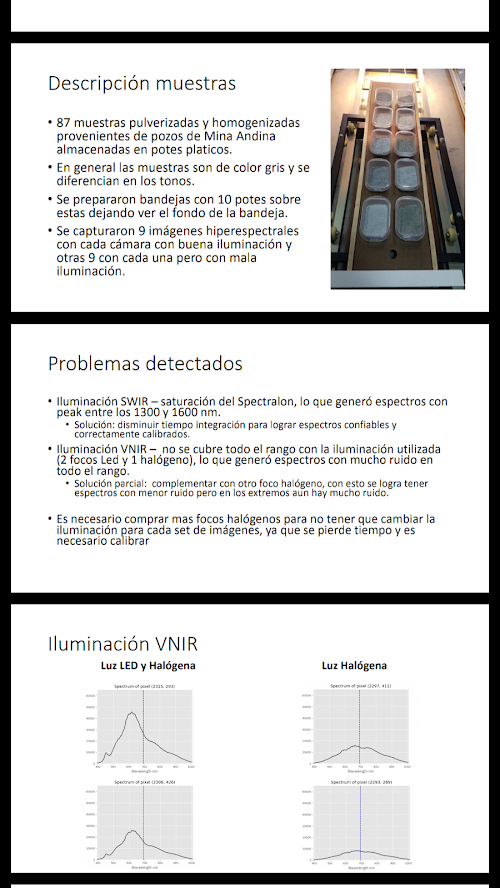 Descripción muestras
• 87 muestras pulverizadas y homogenizadas
provenientes de pozos de Mina Andina
almacenadas en potes platicos.
• En general las muestras son de color gris y se
diferencian en los tonos.
• Se prepararon bandejas con 10 potes sobre
estas dejando ver el fondo de la bandeja.
• Se capturaron 9 imágenes hiperespectrales
con cada cámara con buena iluminación y
otras 9 con cada una pero con mala
iluminación.
Problemas detectados
• Iluminación SWIR – saturación del Spectralon, lo que generó espectros con
peak entre los 1300 y 1600 nm.
• Solución: disminuir tiempo integración para lograr espectros confiables y
correctamente calibrados.
• Iluminación VNIR – no se cubre todo el rango con la iluminación utilizada
(2 focos Led y 1 halógeno), lo que generó espectros con mucho ruido en
todo el rango.
• Solución parcial: complementar con otro foco halógeno, con esto se logra tener
espectros con menor ruido pero en los extremos aun hay mucho ruido.
• Es necesario comprar mas focos halógenos para no tener que cambiar la
iluminación para cada set de imágenes, ya que se pierde tiempo y es
necesario calibrar
Iluminación VNIR
Luz LED y Halógena
Luz Halógena
Spectrum of pixel (2315, 293)
Spectrum of pixel (2297, 411)
Wavelength nm
Wavelength nm
Spectrum of pixel (2306, 426)
Spectrum of pixel (2293, 289)
Wavelength nm
Wavelength nm